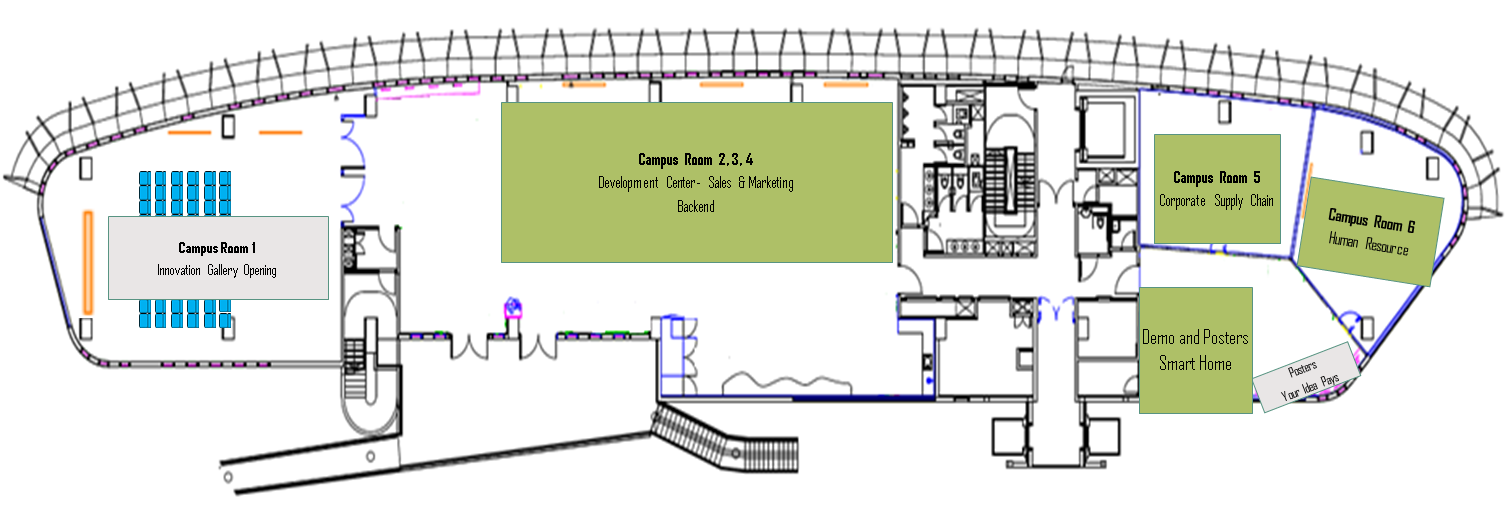 Campus Room 1
Innovation Gallery Opening
Campus Room 2, 3, 4
Development Center- Sales & Marketing
Backend
Campus Room 5
Corporate Supply Chain
Campus Room 6
Human Resource
Demo and Posters
Smart Home
Posters
Your Idea Pays